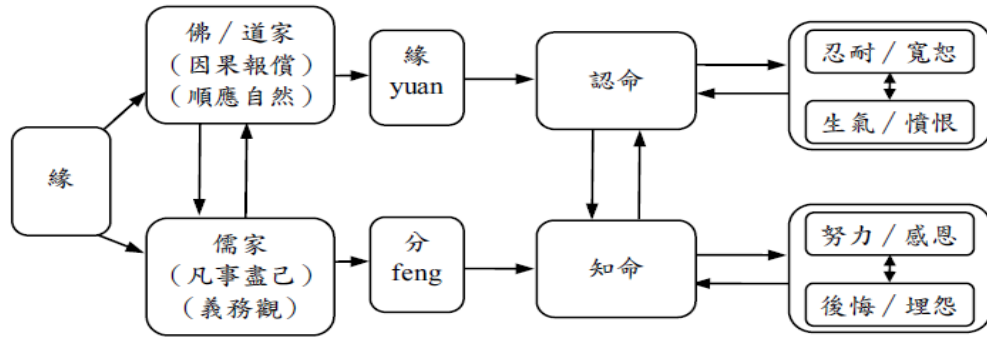 緣
佛/道家
（因果報償）
（順應自然）
緣
yuan
認命
忍耐/寬恕
生氣/憤恨
儒家
（凡事盡己）
（義務觀）
分
feng
知命
努力/感恩
後悔/埋怨